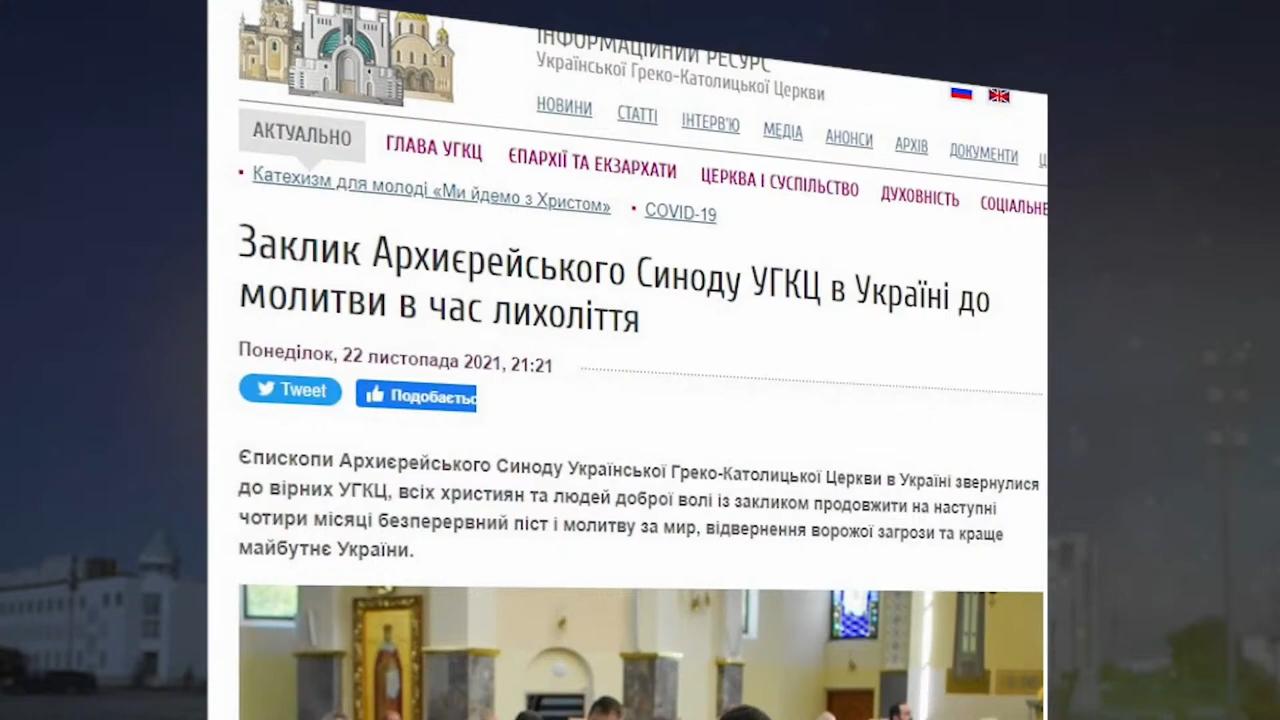 ІНФОРМАЦІЙНИЙ РЕСУРС
Української Греко-Католицької Церкви
НОВИНИ СТАТТІ ІНТЕРВ'Ю МЕДІА АНОНСИ АРХІВ ДОКУМЕНТИ
АКТУАЛЬНО ГЛАВА УГКЦ ЄПАРХІЇ ТА ЕКЗАРХАТИ ЦЕРКВА І СУСПІЛЬСТВО ДУХОВНІСТЬ СОЦІАЛЬНЕ
Катехизм для молоді «Ми йдемо з Христом» COVID-19
Заклик Архиєрейського Синоду УГКЦ в Україні до
молитви в час лихоліття
Понеділок, 22 листопада 2021, 21:21
Tweet Подобаєтьс
Єпископи Архиєрейського Синоду Української Греко-Католицької Церкви в Україні звернулися
до вірних УГКЦ, всіх християн та людей доброї волі із закликом продовжити на наступні
чотири місяці безперервний піст і молитву за мир, відвернення ворожої загрози та краще
майбутнє України.